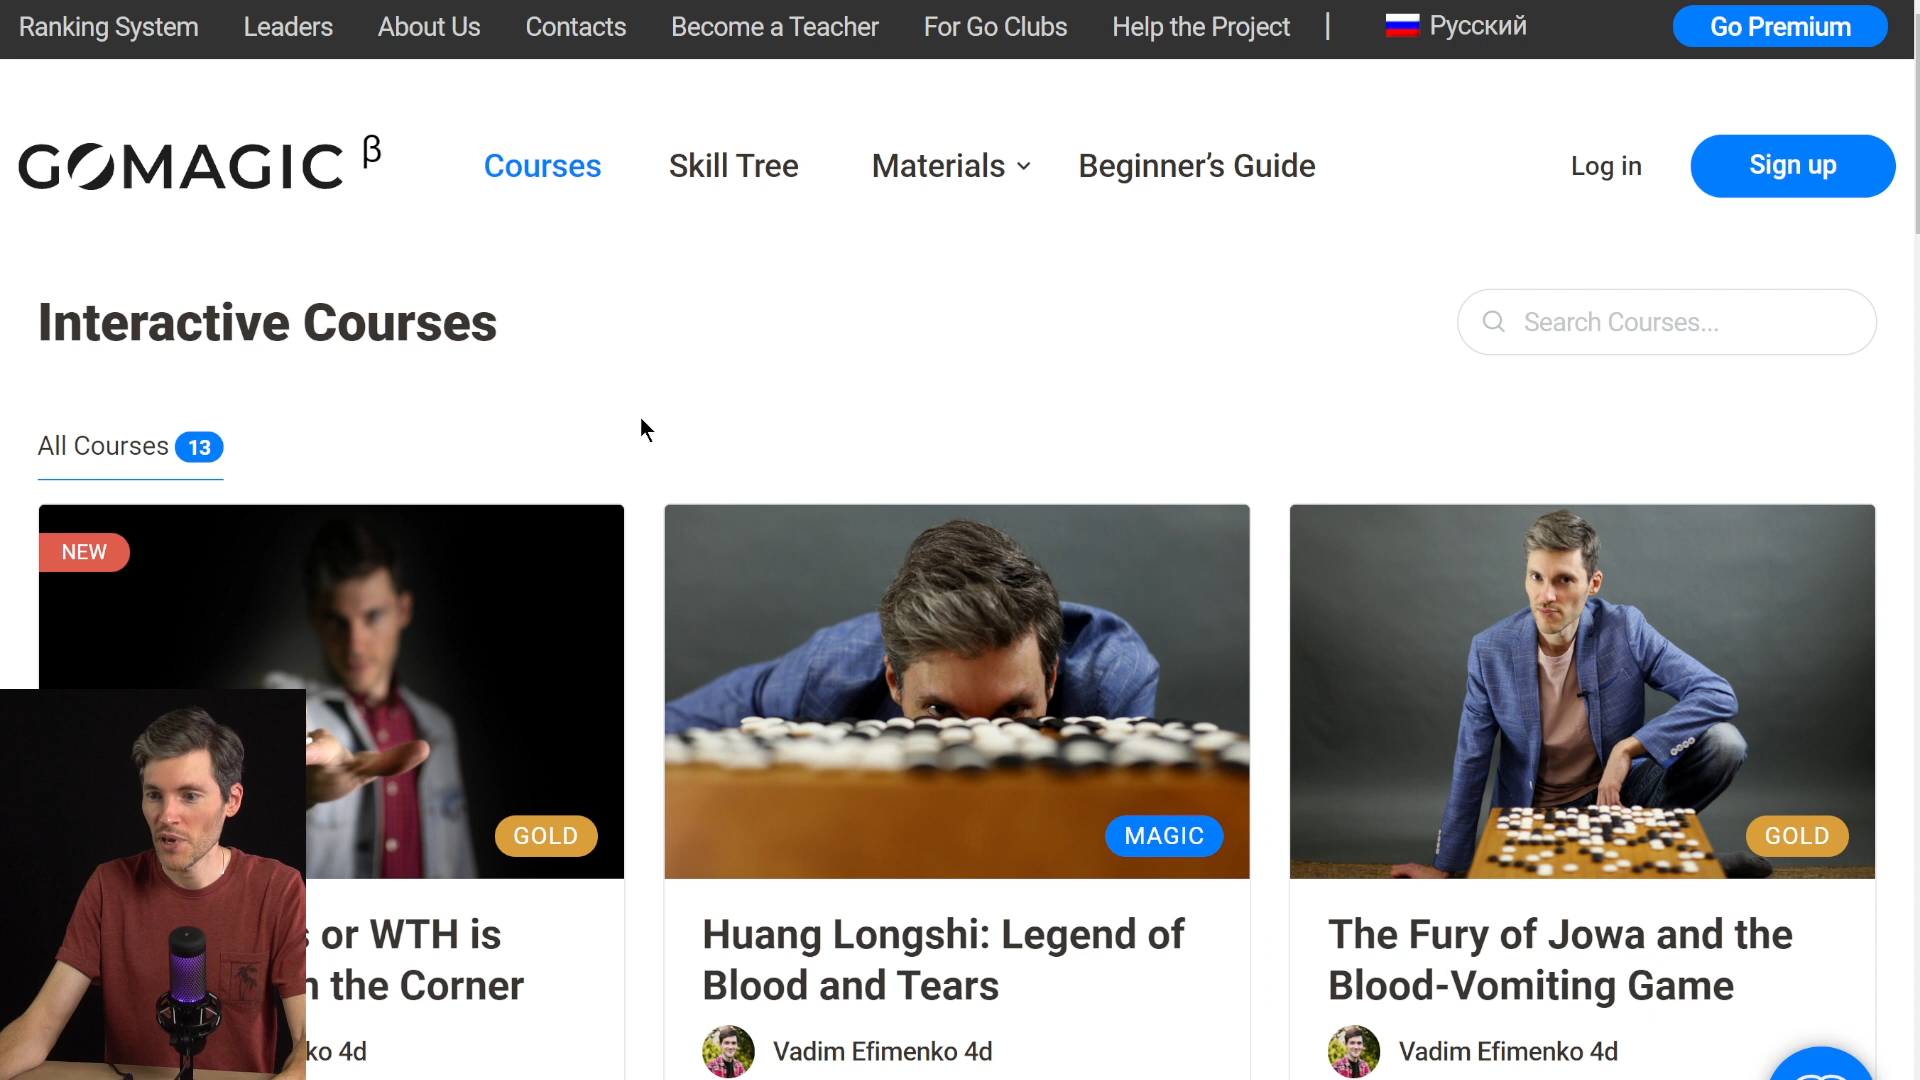 Ranking System Leaders About Us Contacts Become a Teacher For Go Clubs Help the Project | Русский Go Premium
GOMAGIC β Courses Skill Tree Materials Beginner's Guide Log in Sign up
Interactive Courses
Search Courses...
All Courses 13
NEW
GOLD
MAGIC
GOLD
or WTH is
the Corner
ko 4d
Huang Longshi: Legend of
Blood and Tears
Vadim Efimenko 4d
The Fury of Jowa and the
Blood-Vomiting Game
Vadim Efimenko 4d